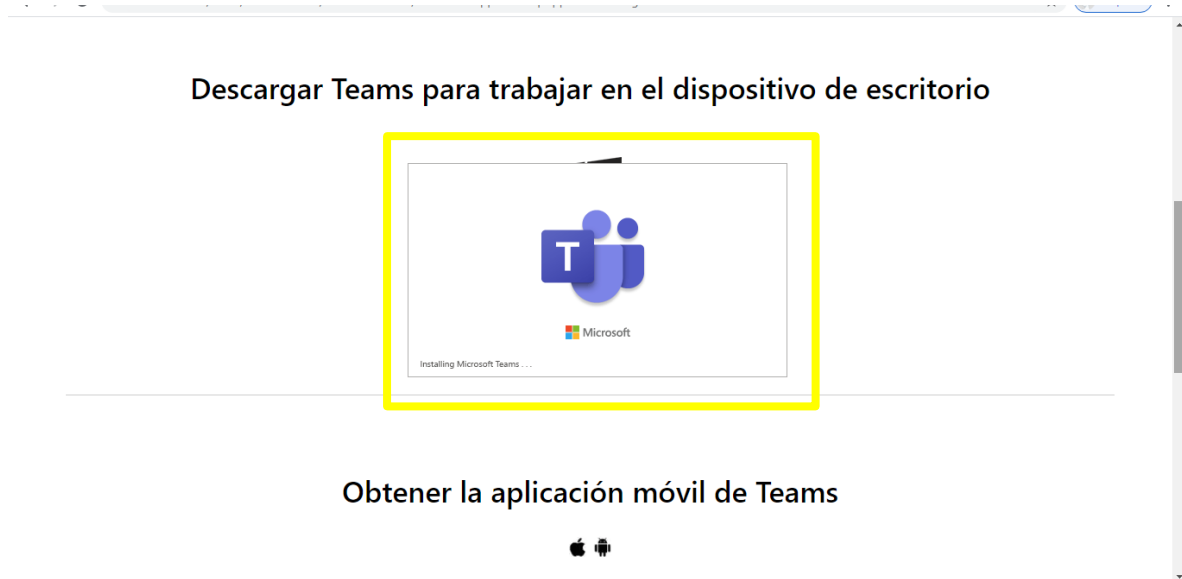 Descargar Teams para trabajar en el dispositivo de escritorio
T
Microsoft
Installing Microsoft Teams . . .
Obtener la aplicación móvil de Teams